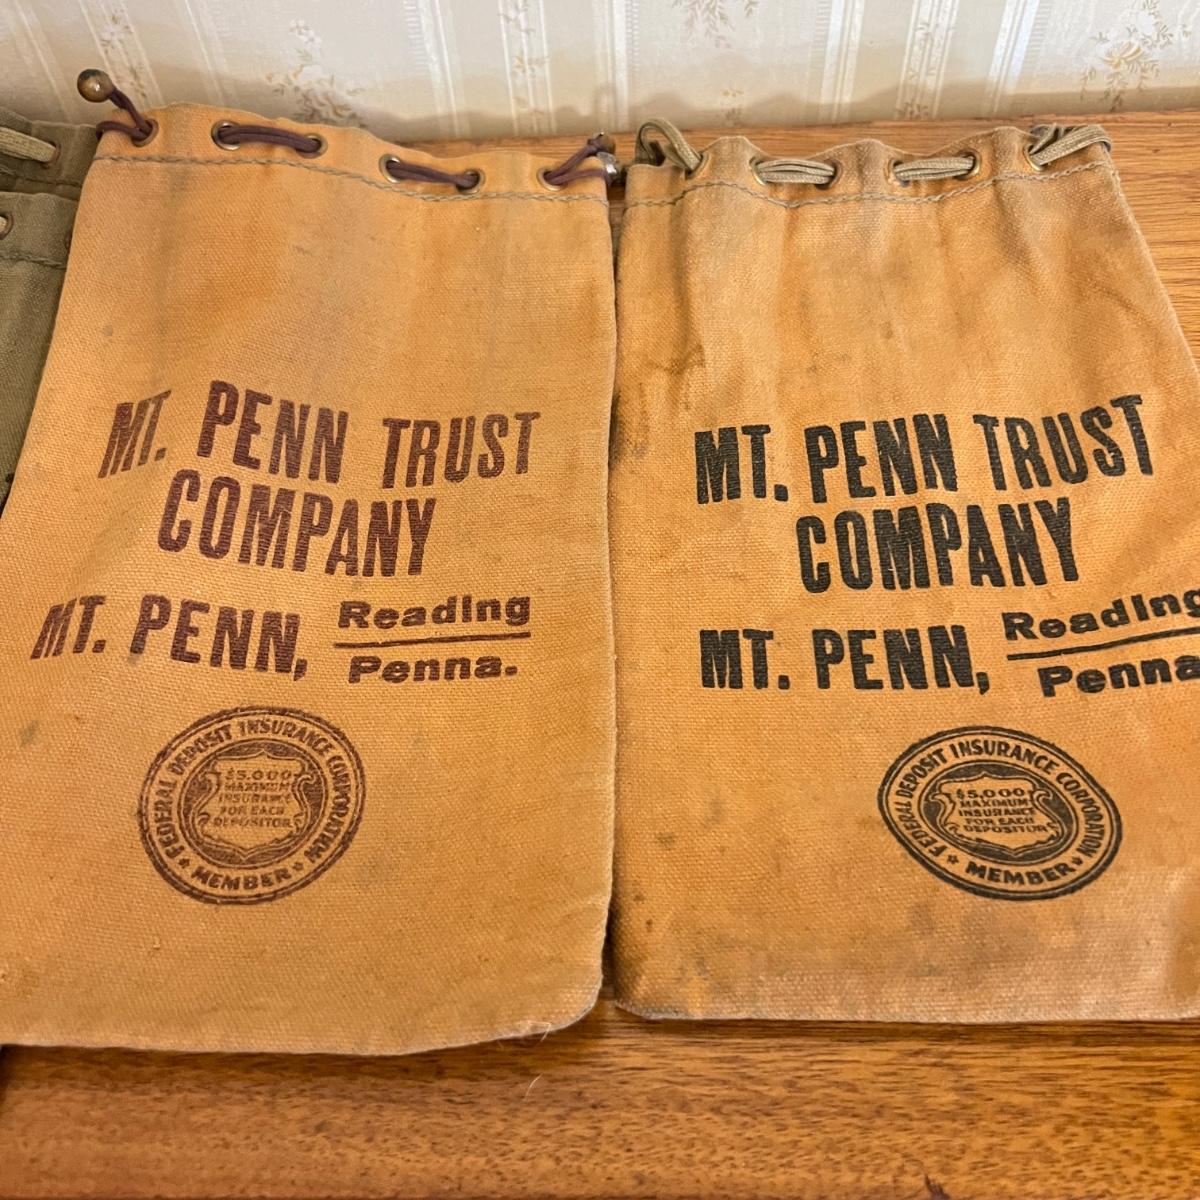 MT. PENN TRUST
COMPANY
MT. PENN, Reading
Penna.
FEDERAL DEPOSIT INSURANCE CORPORATION
$5,000
MAXIMUM
INSURANCE
FOR EACH
DEPOSITOR
★ MEMBER ★
MT. PENN TRUST
COMPANY
MT. PENN, Reading
Penna
FEDERAL DEPOSIT INSURANCE CORPORATION
$5,000
MAXIMUM
INSURANCE
FOR EACH
DEPOSITOR
★ MEMBER ★